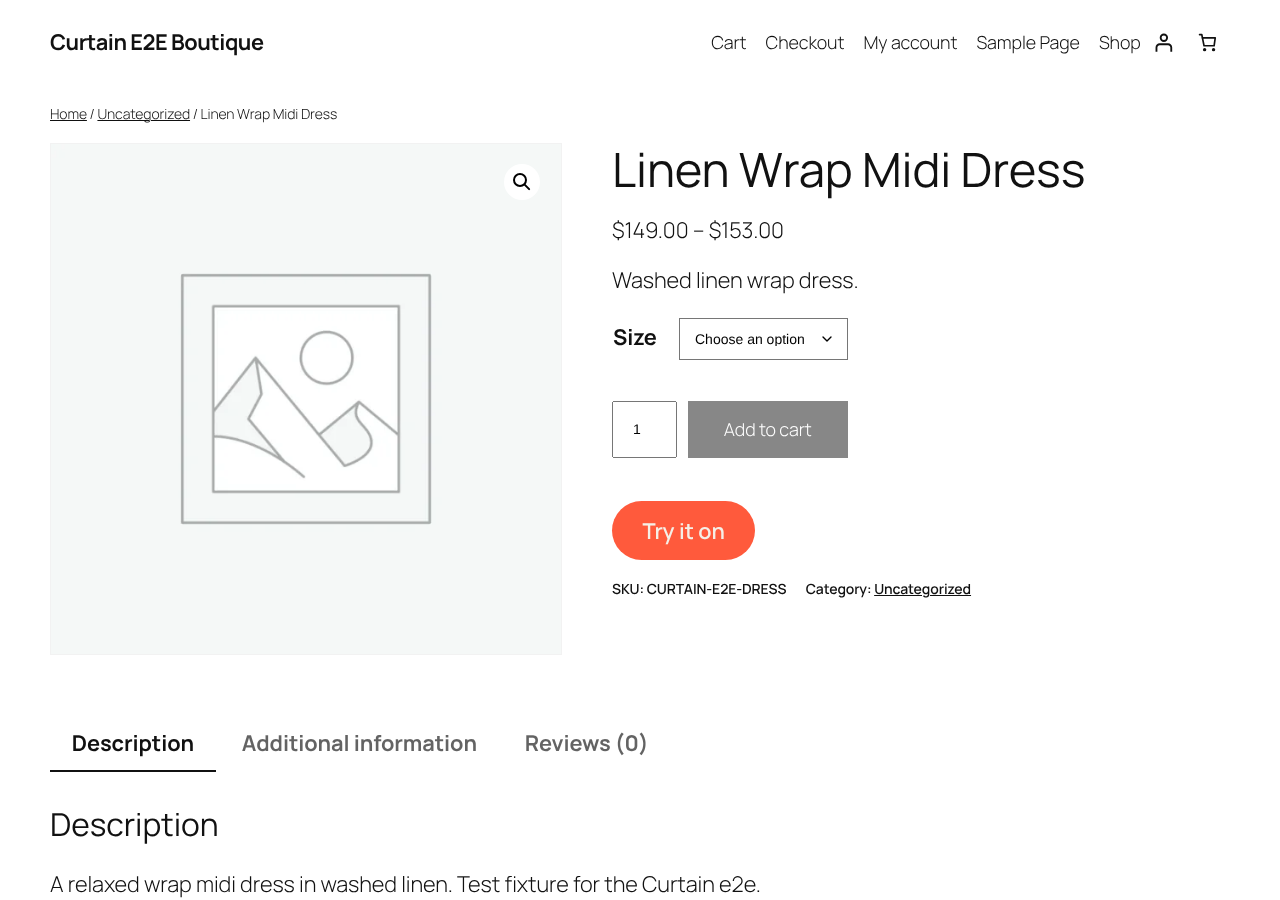 Curtain E2E Boutique
Cart Checkout My account Sample Page Shop
Home / Uncategorized / Linen Wrap Midi Dress
Linen Wrap Midi Dress
$149.00 – $153.00
Washed linen wrap dress.
Size Choose an option
1 Add to cart
Try it on
SKU: CURTAIN-E2E-DRESS Category: Uncategorized
Description Additional information Reviews (0)
Description
A relaxed wrap midi dress in washed linen. Test fixture for the Curtain e2e.